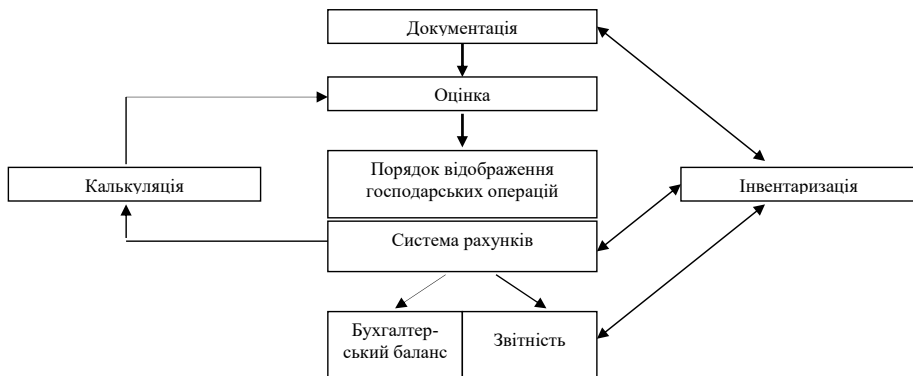 Документація
Оцінка
Порядок відображення
господарських операцій
Калькуляція
Інвентаризація
Система рахунків
Бухгалтер-
ський баланс
Звітність